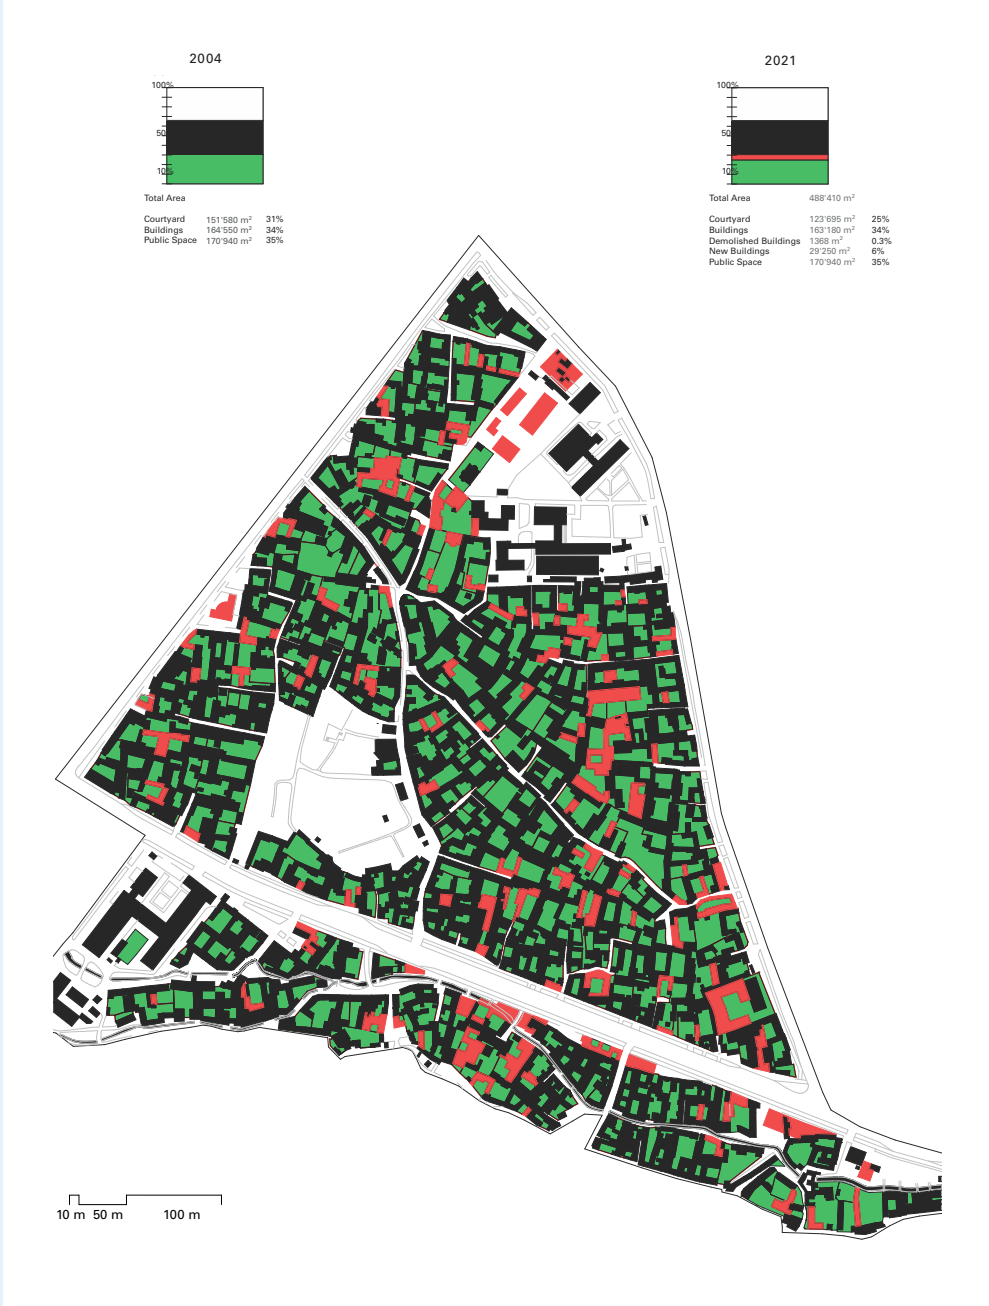 2004
100%
50
10%
Total Area
Courtyard 151'580 m² 31%
Buildings 164'550 m² 34%
Public Space 170'940 m² 35%
2021
100%
50
10%
Total Area 488'410 m²
Courtyard 123'695 m² 25%
Buildings 163'180 m² 34%
Demolished Buildings 1368 m² 0.3%
New Buildings 29'250 m² 6%
Public Space 170'940 m² 35%
10 m 50 m 100 m